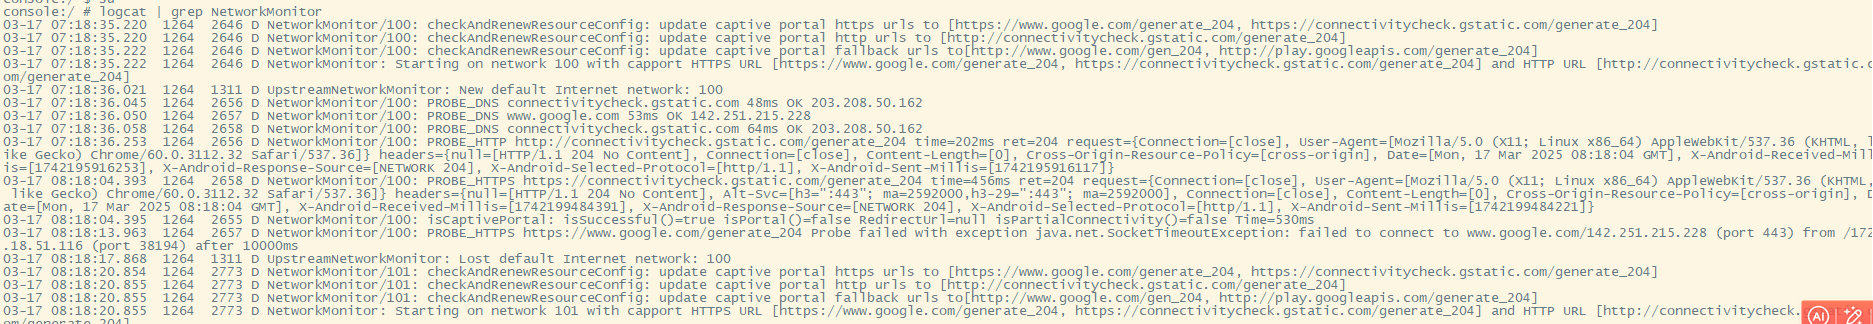 console:/ # logcat | grep NetworkMonitor
03-17 07:18:35.220  1264  2646 D NetworkMonitor/100: checkAndRenewResourceConfig: update captive portal https urls to [https://www.google.com/generate_204, https://connectivitycheck.gstatic.com/generate_204]
03-17 07:18:35.220  1264  2646 D NetworkMonitor/100: checkAndRenewResourceConfig: update captive portal http urls to [http://connectivitycheck.gstatic.com/generate_204]
03-17 07:18:35.222  1264  2646 D NetworkMonitor/100: checkAndRenewResourceConfig: update captive portal fallback urls to[http://www.google.com/gen_204, http://play.googleapis.com/generate_204]
03-17 07:18:35.222  1264  2646 D NetworkMonitor: Starting on network 100 with capport HTTPS URL [https://www.google.com/generate_204, https://connectivitycheck.gstatic.com/generate_204] and HTTP URL [http://connectivitycheck.gstatic.c
om/generate_204]
03-17 07:18:36.021  1264  1311 D UpstreamNetworkMonitor: New default Internet network: 100
03-17 07:18:36.045  1264  2656 D NetworkMonitor/100: PROBE_DNS connectivitycheck.gstatic.com 48ms OK 203.208.50.162
03-17 07:18:36.050  1264  2657 D NetworkMonitor/100: PROBE_DNS www.google.com 53ms OK 142.251.215.228
03-17 07:18:36.058  1264  2658 D NetworkMonitor/100: PROBE_DNS connectivitycheck.gstatic.com 64ms OK 203.208.50.162
03-17 07:18:36.253  1264  2656 D NetworkMonitor/100: PROBE_HTTP http://connectivitycheck.gstatic.com/generate_204 time=202ms ret=204 request={Connection=[close], User-Agent=[Mozilla/5.0 (X11; Linux x86_64) AppleWebKit/537.36 (KHTML, l
ike Gecko) Chrome/60.0.3112.32 Safari/537.36]} headers={null=[HTTP/1.1 204 No Content], Connection=[close], Content-Length=[0], Cross-Origin-Resource-Policy=[cross-origin], Date=[Mon, 17 Mar 2025 08:18:04 GMT], X-Android-Received-Mill
is=[1742195916253], X-Android-Response-Source=[NETWORK 204], X-Android-Selected-Protocol=[http/1.1], X-Android-Sent-Millis=[1742195916117]}
03-17 08:18:04.393  1264  2658 D NetworkMonitor/100: PROBE_HTTPS https://connectivitycheck.gstatic.com/generate_204 time=456ms ret=204 request={Connection=[close], User-Agent=[Mozilla/5.0 (X11; Linux x86_64) AppleWebKit/537.36 (KHTML,
like Gecko) Chrome/60.0.3112.32 Safari/537.36]} headers={null=[HTTP/1.1 204 No Content], Alt-Svc=[h3=":443"; ma=2592000,h3-29=":443"; ma=2592000], Connection=[close], Content-Length=[0], Cross-Origin-Resource-Policy=[cross-origin], D
ate=[Mon, 17 Mar 2025 08:18:04 GMT], X-Android-Received-Millis=[1742199484391], X-Android-Response-Source=[NETWORK 204], X-Android-Selected-Protocol=[http/1.1], X-Android-Sent-Millis=[1742199484221]}
03-17 08:18:04.395  1264  2655 D NetworkMonitor/100: isCaptivePortal: isSuccessful()=true isPortal()=false RedirectUrl=null isPartialConnectivity()=false Time=530ms
03-17 08:18:13.963  1264  2657 D NetworkMonitor/100: PROBE_HTTPS https://www.google.com/generate_204 Probe failed with exception java.net.SocketTimeoutException: failed to connect to www.google.com/142.251.215.228 (port 443) from /172
.18.51.116 (port 38194) after 10000ms
03-17 08:18:17.868  1264  1311 D UpstreamNetworkMonitor: Lost default Internet network: 100
03-17 08:18:20.854  1264  2773 D NetworkMonitor/101: checkAndRenewResourceConfig: update captive portal https urls to [https://www.google.com/generate_204, https://connectivitycheck.gstatic.com/generate_204]
03-17 08:18:20.855  1264  2773 D NetworkMonitor/101: checkAndRenewResourceConfig: update captive portal http urls to [http://connectivitycheck.gstatic.com/generate_204]
03-17 08:18:20.855  1264  2773 D NetworkMonitor/101: checkAndRenewResourceConfig: update captive portal fallback urls to[http://www.google.com/gen_204, http://play.googleapis.com/generate_204]
03-17 08:18:20.855  1264  2773 D NetworkMonitor: Starting on network 101 with capport HTTPS URL [https://www.google.com/generate_204, https://connectivitycheck.gstatic.com/generate_204] and HTTP URL [http://connectivitycheck.
om/generate_204]
AI